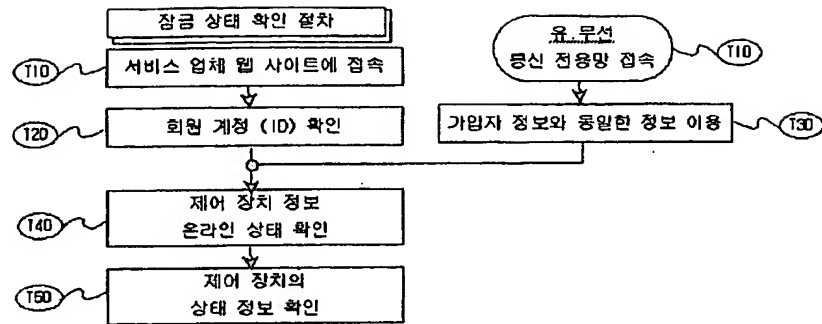 잠금 상태 확인 절차
T10
서비스 업체 웹 사이트에 접속
유.무선
통신 전용망 접속
T10
T20
회원 계정 (ID) 확인
가입자 정보와 동일한 정보 이용
T30
T40
제어 장치 정보
온라인 상태 확인
T50
제어 장치의
상태 정보 확인